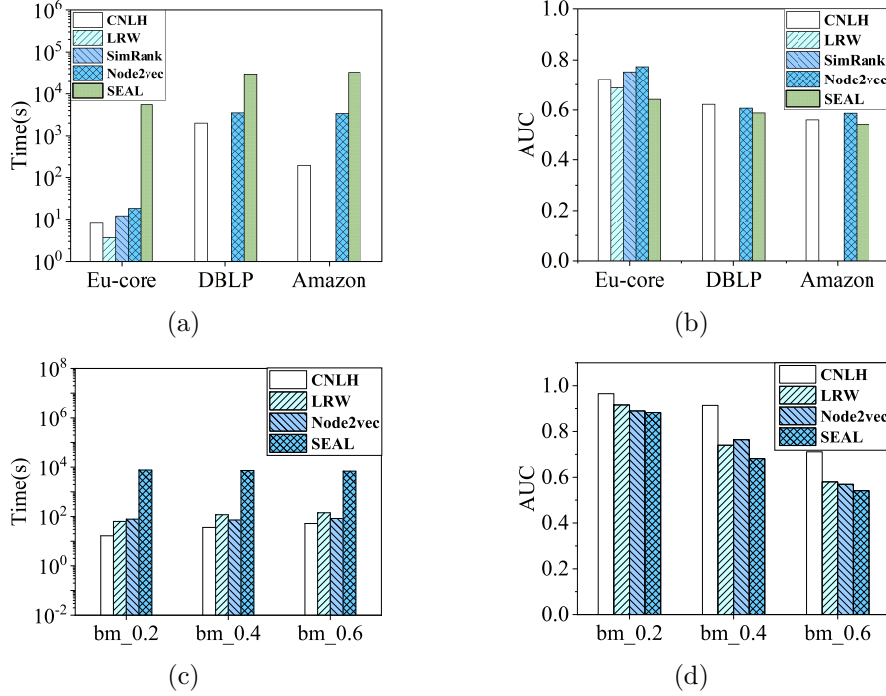 10^6
10^5
10^4
10^3
10^2
10^1
10^0
Time(s)
CNLH
LRW
SimRank
Node2vec
SEAL
Eu-core DBLP Amazon
(a)
1.0
0.8
0.6
0.4
0.2
0.0
AUC
CNLH
LRW
SimRank
Node2vec
SEAL
Eu-core DBLP Amazon
(b)
10^8
10^6
10^4
10^2
10^0
10^-2
Time(s)
CNLH
LRW
Node2vec
SEAL
bm_0.2 bm_0.4 bm_0.6
(c)
1.0
0.8
0.6
0.4
0.2
0.0
AUC
CNLH
LRW
Node2vec
SEAL
bm_0.2 bm_0.4 bm_0.6
(d)